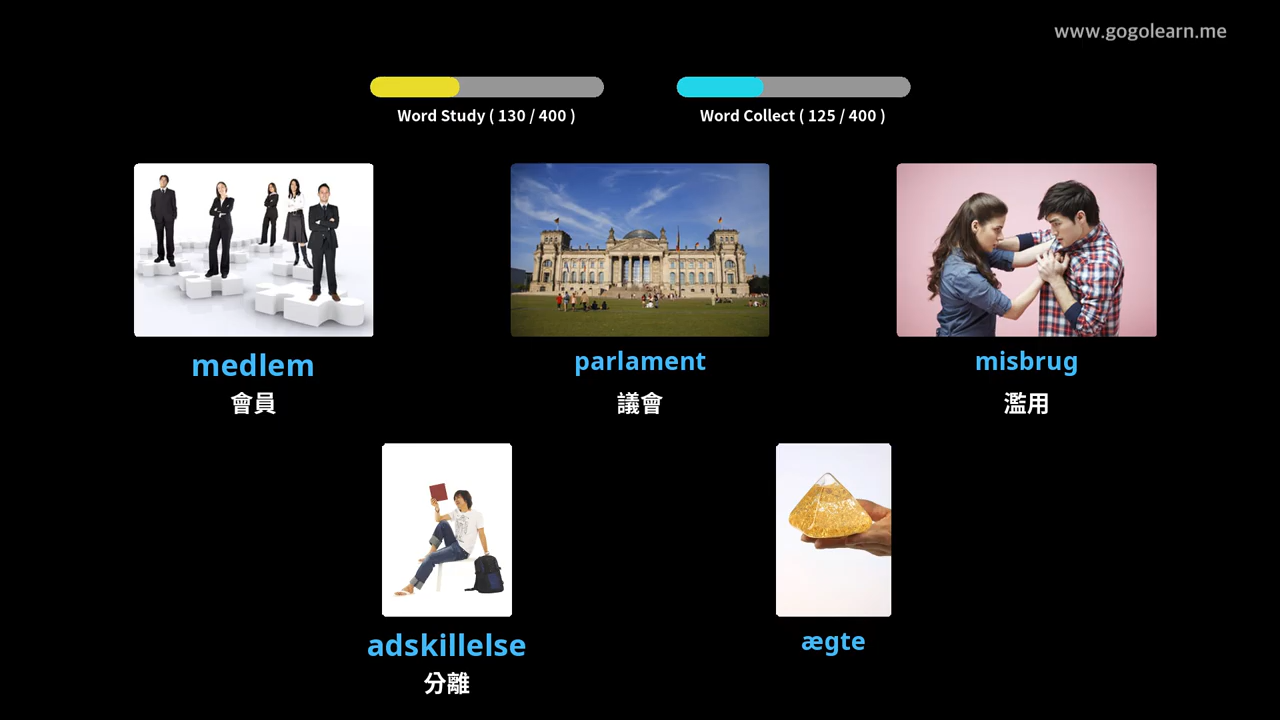 www.gogolearn.me
Word Study ( 130 / 400 )
Word Collect ( 125 / 400 )
medlem
會員
parlament
議會
misbrug
濫用
adskillelse
分離
ægte